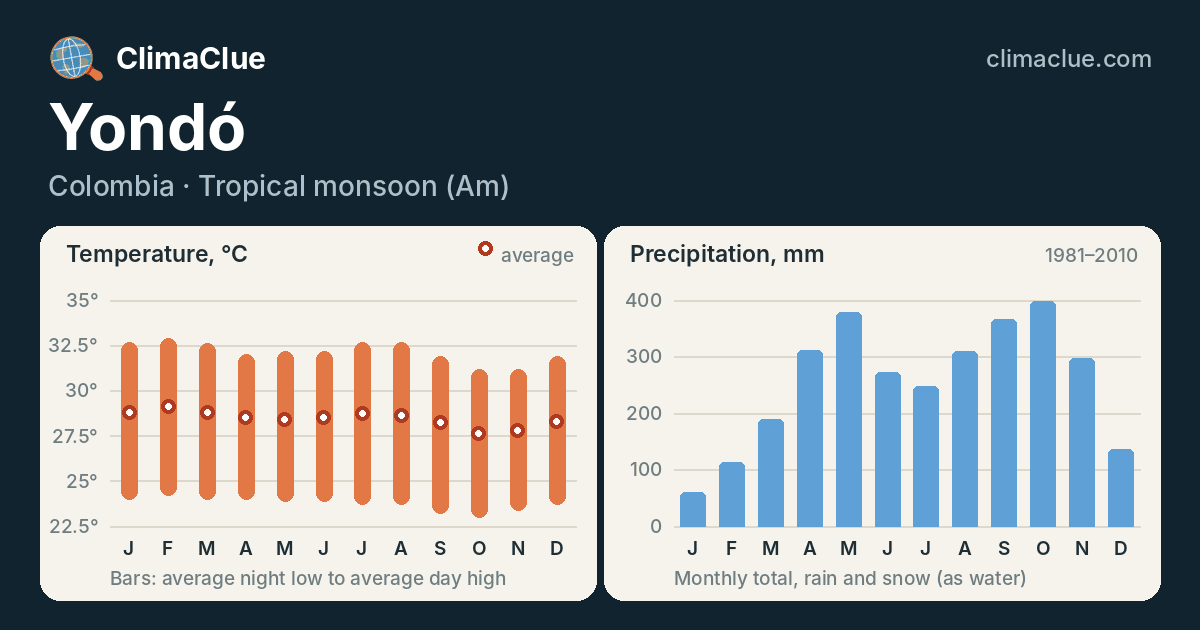 ClimaClue
climaclue.com
Yondó
Colombia · Tropical monsoon (Am)
Temperature, °C
average
35°
32.5°
30°
27.5°
25°
22.5°
J F M A M J J A S O N D
Bars: average night low to average day high
Precipitation, mm
1981–2010
400
300
200
100
0
J F M A M J J A S O N D
Monthly total, rain and snow (as water)